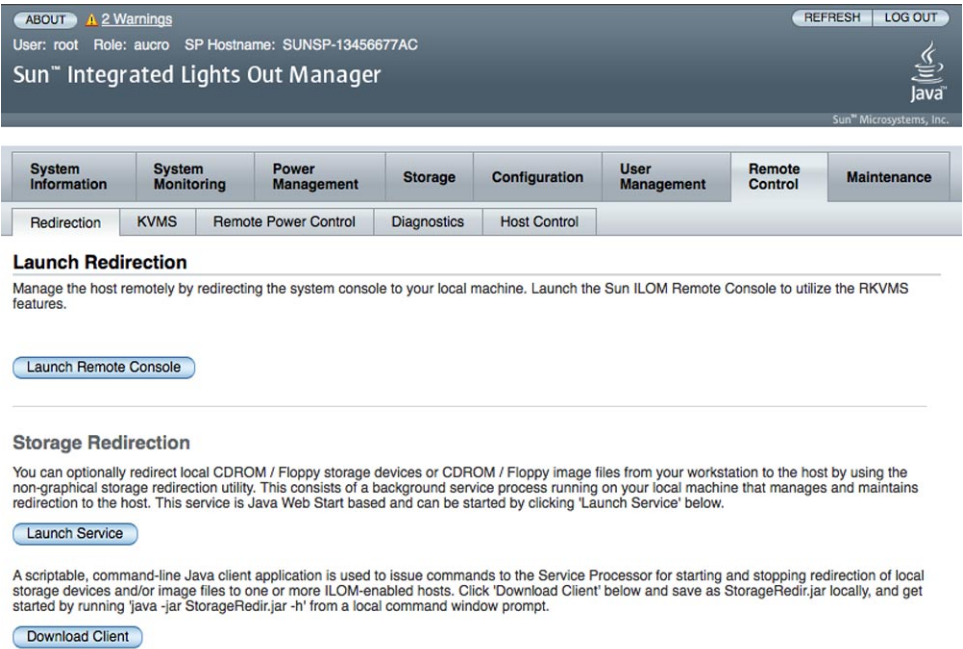 ABOUT 2 Warnings REFRESH LOG OUT
User: root Role: aucro SP Hostname: SUNSP-13456677AC
Sun™ Integrated Lights Out Manager
Java™
Sun™ Microsystems, Inc.
System Information System Monitoring Power Management Storage Configuration User Management Remote Control Maintenance
Redirection KVMS Remote Power Control Diagnostics Host Control
Launch Redirection
Manage the host remotely by redirecting the system console to your local machine. Launch the Sun ILOM Remote Console to utilize the RKVMS
features.
Launch Remote Console
Storage Redirection
You can optionally redirect local CDROM / Floppy storage devices or CDROM / Floppy image files from your workstation to the host by using the
non-graphical storage redirection utility. This consists of a background service process running on your local machine that manages and maintains
redirection to the host. This service is Java Web Start based and can be started by clicking 'Launch Service' below.
Launch Service
A scriptable, command-line Java client application is used to issue commands to the Service Processor for starting and stopping redirection of local
storage devices and/or image files to one or more ILOM-enabled hosts. Click 'Download Client' below and save as StorageRedir.jar locally, and get
started by running 'java -jar StorageRedir.jar -h' from a local command window prompt.
Download Client